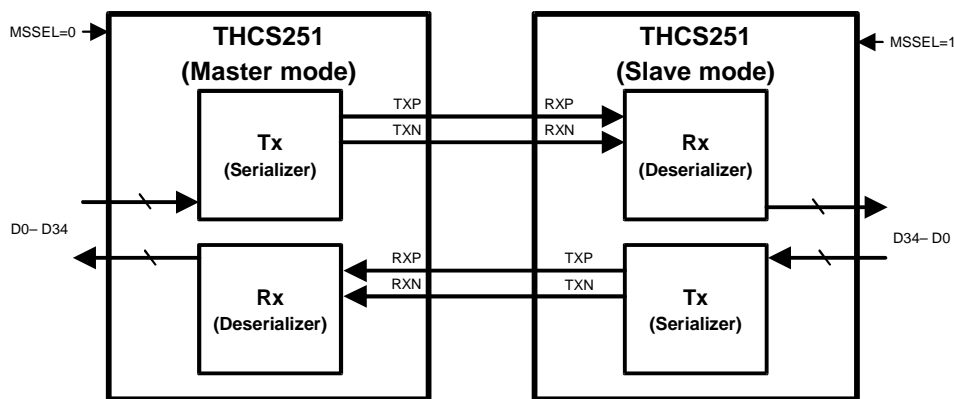 MSSEL=0
THCS251
(Master mode)
THCS251
(Slave mode)
MSSEL=1
TXP
TXN
RXP
RXN
Tx
(Serializer)
Rx
(Deserializer)
D0– D34
D34– D0
RXP
RXN
TXP
TXN
Rx
(Deserializer)
Tx
(Serializer)